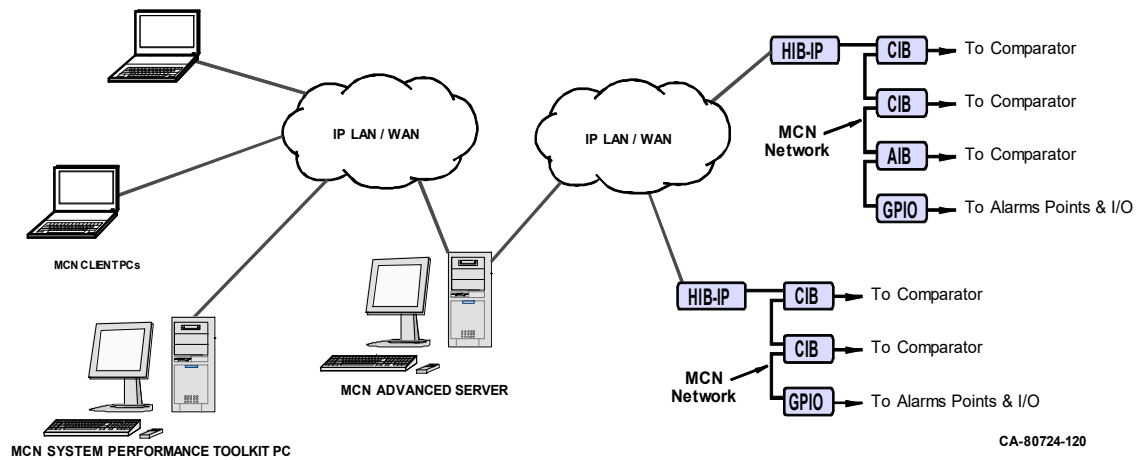 HIB-IP
CIB
To Comparator
CIB
To Comparator
MCN
Network
AIB
To Comparator
GPIO
To Alarms Points & I/O
IP LAN / WAN
IP LAN / WAN
MCN CLIENT PCs
HIB-IP
CIB
To Comparator
CIB
To Comparator
MCN
Network
GPIO
To Alarms Points & I/O
MCN ADVANCED SERVER
MCN SYSTEM PERFORMANCE TOOLKIT PC
CA-80724-120